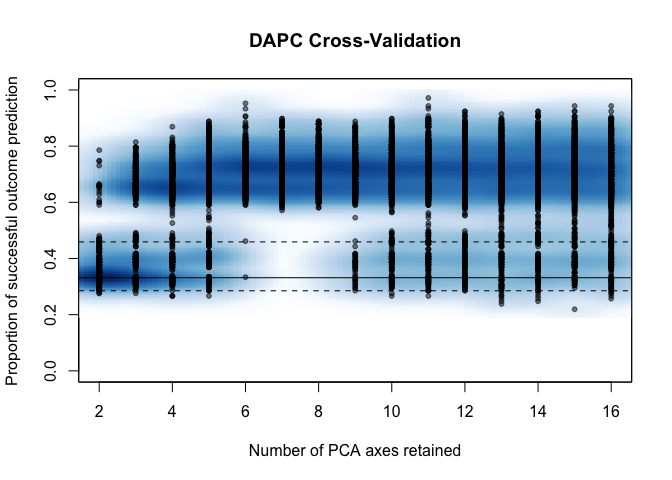 DAPC Cross-Validation
Proportion of successful outcome prediction
1.0
0.8
0.6
0.4
0.2
0.0
2 4 6 8 10 12 14 16
Number of PCA axes retained